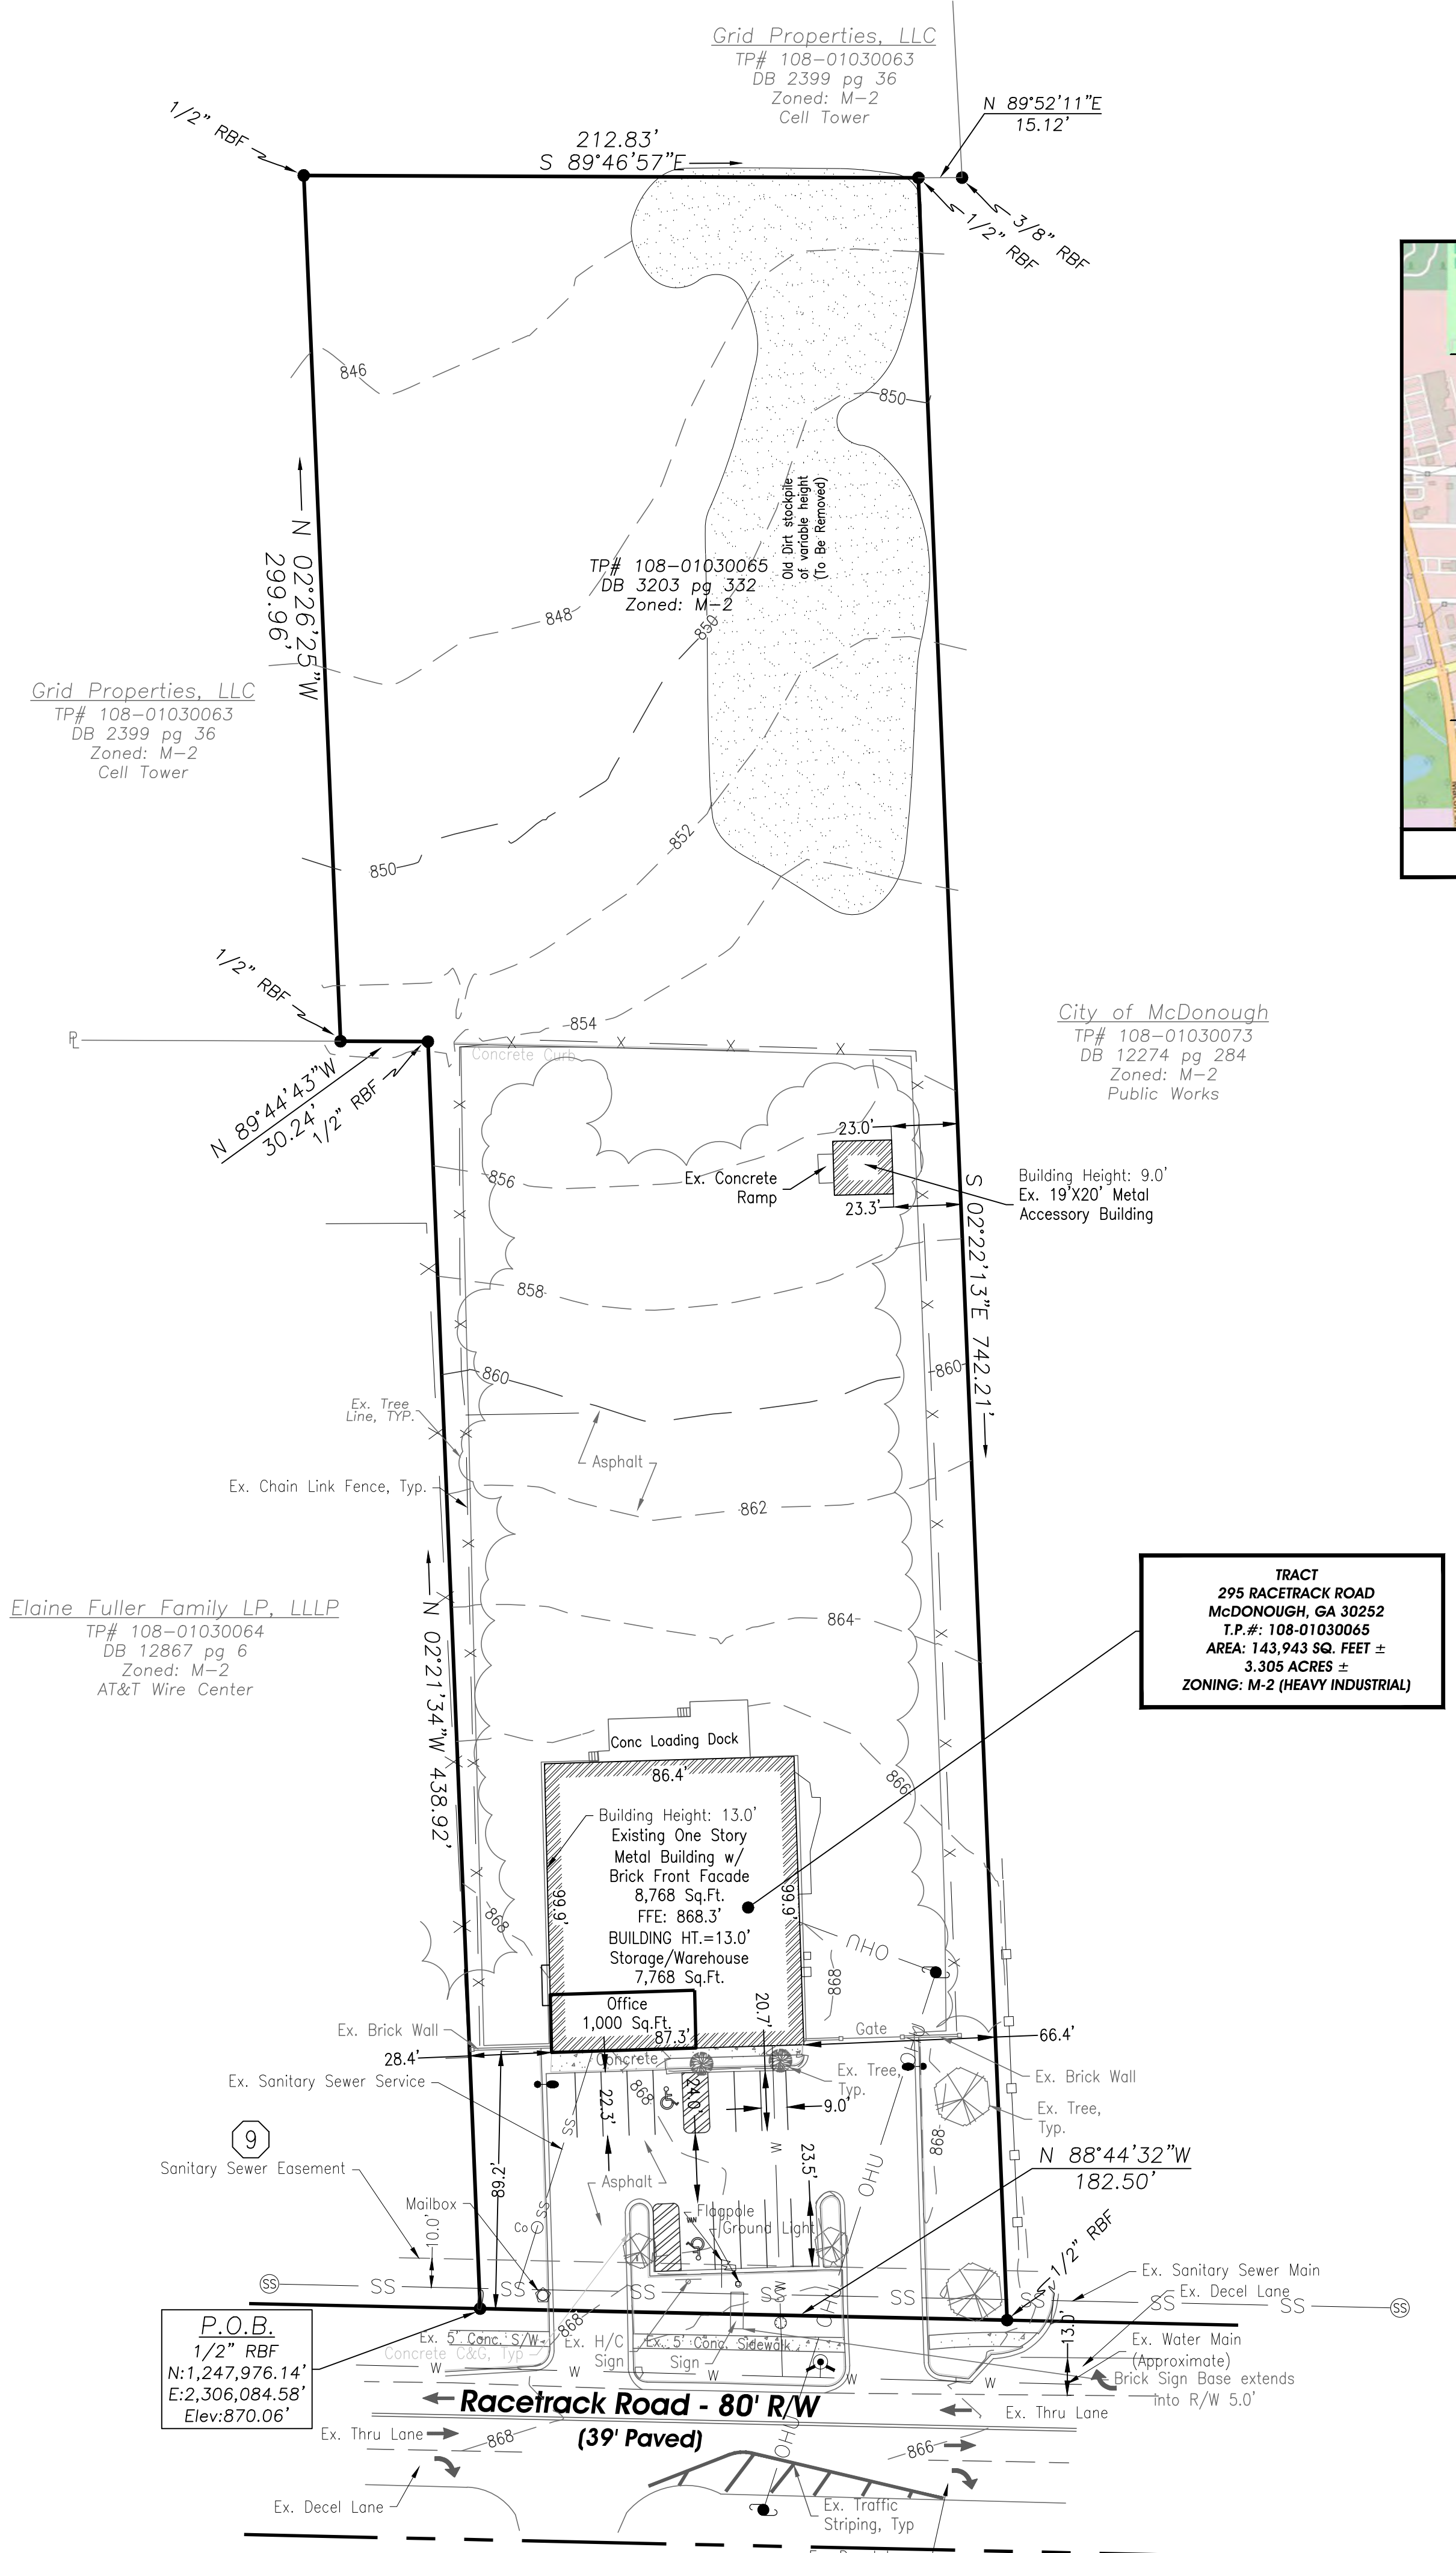 Grid Properties, LLC
TP# 108-01030063
DB 2399 pg 36
Zoned: M-2
Cell Tower
N 89°52'11"E
15.12'
1/2" RBF
212.83'
S 89°46'57"E
1/2" RBF
3/8" RBF
846
850
Old Dirt stockpile
of variable height
(To Be Removed)
N 02°26'25"W
299.96'
TP# 108-01030065
DB 3203 pg 332
Zoned: M-2
848
850
Grid Properties, LLC
TP# 108-01030063
DB 2399 pg 36
Zoned: M-2
Cell Tower
852
850
1/2" RBF
854
City of McDonough
TP# 108-01030073
DB 12274 pg 284
Zoned: M-2
Public Works
Concrete Curb
N 89°44'43"W
30.24'
1/2" RBF
23.0'
856
Ex. Concrete
Ramp
23.3'
Building Height: 9.0'
Ex. 19'X20' Metal
Accessory Building
S 02°22'13"E 742.21'
858
860
860
Ex. Tree
Line, TYP.
Asphalt
Ex. Chain Link Fence, Typ.
862
Elaine Fuller Family LP, LLLP
TP# 108-01030064
DB 12867 pg 6
Zoned: M-2
AT&T Wire Center
N 02°21'34"W 438.92'
864
TRACT
295 RACETRACK ROAD
McDONOUGH, GA 30252
T.P.#: 108-01030065
AREA: 143,943 SQ. FEET ±
3.305 ACRES ±
ZONING: M-2 (HEAVY INDUSTRIAL)
Conc Loading Dock
86.4'
866
Building Height: 13.0'
Existing One Story
Metal Building w/
Brick Front Facade
8,768 Sq.Ft.
FFE: 868.3'
BUILDING HT.=13.0'
Storage/Warehouse
7,768 Sq.Ft.
99.9'
99.9'
868
OHU
868
Office
1,000 Sq.Ft.
87.3'
20.7'
Ex. Brick Wall
Gate
66.4'
28.4'
Concrete
OHU
Ex. Sanitary Sewer Service
Ex. Tree,
Typ.
Ex. Brick Wall
22.3'
868
24.0'
9.0'
Ex. Tree,
Typ.
9
Sanitary Sewer Easement
SS
89.2'
W
23.5'
OHU
868
N 88°44'32"W
182.50'
Asphalt
Mailbox
10.0'
Co
SS
Flagpole
VAN
Ground Light
1/2" RBF
Ex. Sanitary Sewer Main
Ex. Decel Lane
SS
SS
SS
SS
SS
SS
SS
SS
SS
SS
W
OHU
13.0'
P.O.B.
1/2" RBF
N:1,247,976.14'
E:2,306,084.58'
Elev:870.06'
868
Ex. 5' Conc. S/W
Concrete C&G, Typ
Ex. H/C
Sign
Ex. 5' Conc. Sidewalk
Sign
Ex. Water Main
(Approximate)
Brick Sign Base extends
into R/W 5.0'
W
W
W
W
W
Racetrack Road - 80' R/W
(39' Paved)
Ex. Thru Lane
Ex. Thru Lane
868
866
OHU
Ex. Decel Lane
Ex. Traffic
Striping, Typ